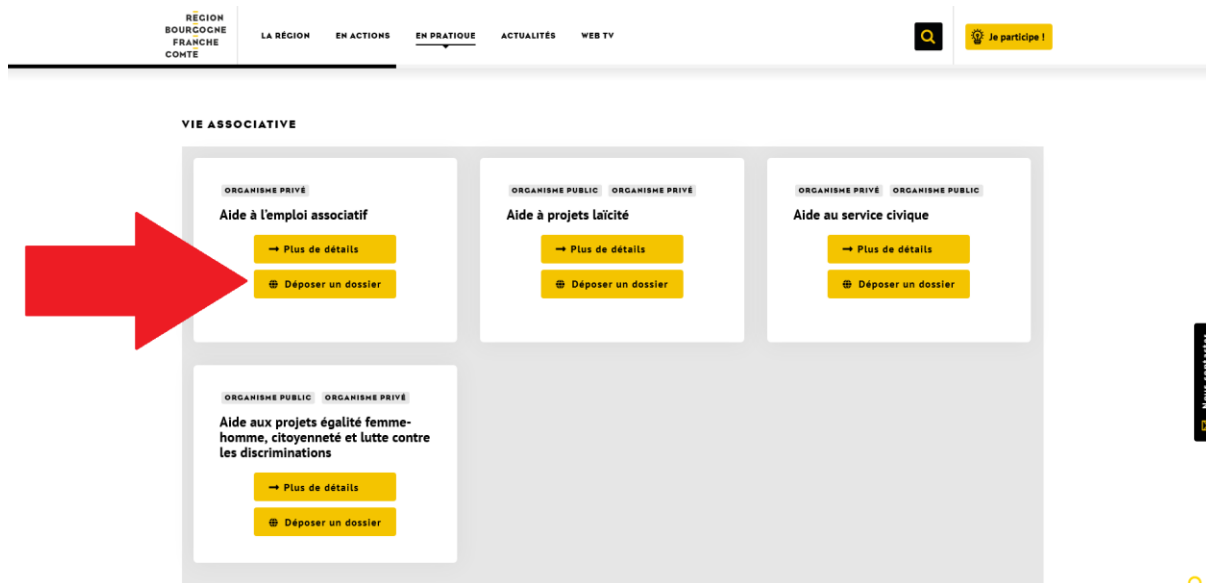 RÉGION
BOURGOGNE
FRANCHE
COMTÉ
LA RÉGION
EN ACTIONS
EN PRATIQUE
ACTUALITÉS
WEB TV
Je participe !
VIE ASSOCIATIVE
ORGANISME PRIVÉ
Aide à l'emploi associatif
→ Plus de détails
Déposer un dossier
ORGANISME PUBLIC ORGANISME PRIVÉ
Aide à projets laïcité
→ Plus de détails
Déposer un dossier
ORGANISME PRIVÉ ORGANISME PUBLIC
Aide au service civique
→ Plus de détails
Déposer un dossier
ORGANISME PUBLIC ORGANISME PRIVÉ
Aide aux projets égalité femme-
homme, citoyenneté et lutte contre
les discriminations
→ Plus de détails
Déposer un dossier